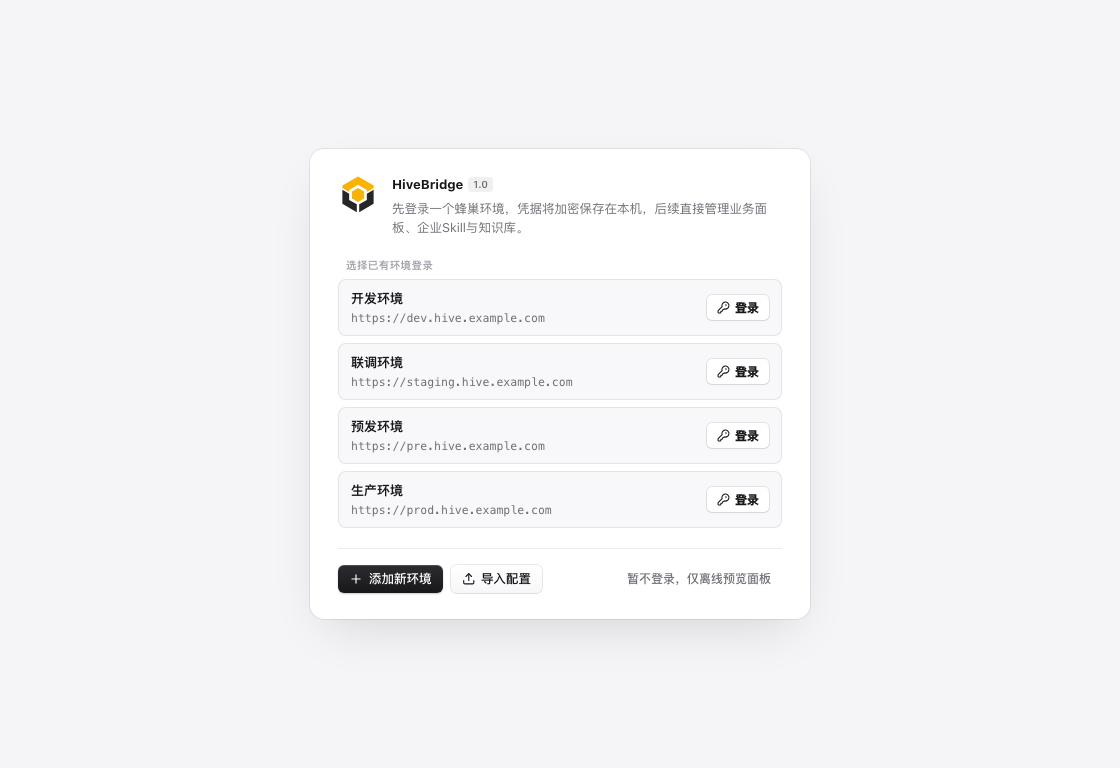 HiveBridge 1.0
先登录一个蜂巢环境，凭据将加密保存在本机，后续直接管理业务面
板、企业Skill与知识库。
选择已有环境登录
开发环境
https://dev.hive.example.com
登录
联调环境
https://staging.hive.example.com
登录
预发环境
https://pre.hive.example.com
登录
生产环境
https://prod.hive.example.com
登录
添加新环境
导入配置
暂不登录，仅离线预览面板